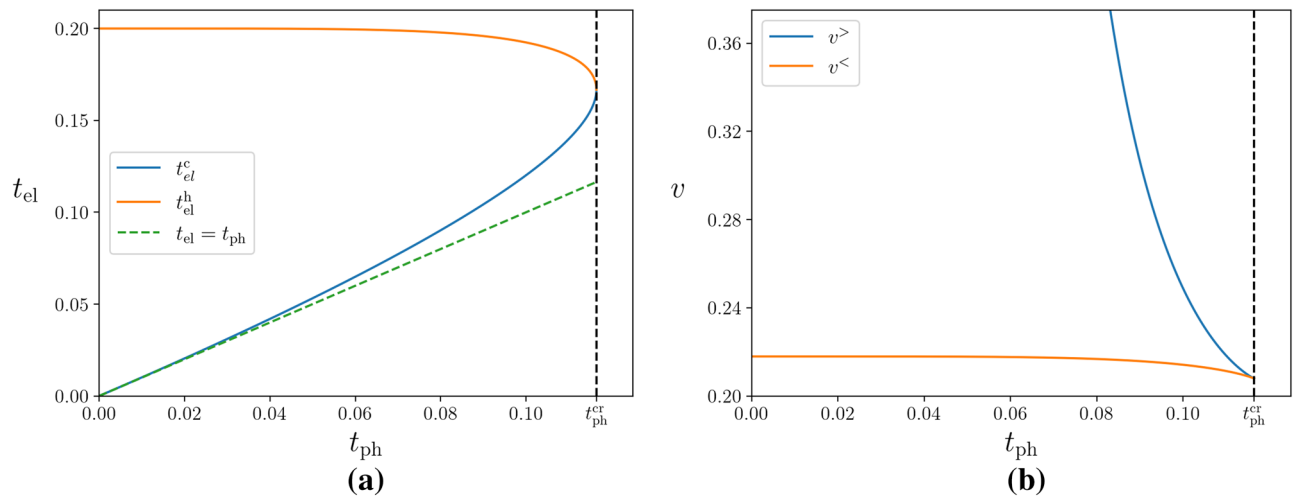 0.20
0.15
0.10
0.05
0.00
t_el
t^c_el
t^h_el
t_el = t_ph
0.00 0.02 0.04 0.06 0.08 0.10 t^cr_ph
t_ph
(a)
0.36
0.32
0.28
0.24
0.20
v
v^>
v^<
0.00 0.02 0.04 0.06 0.08 0.10 t^cr_ph
t_ph
(b)